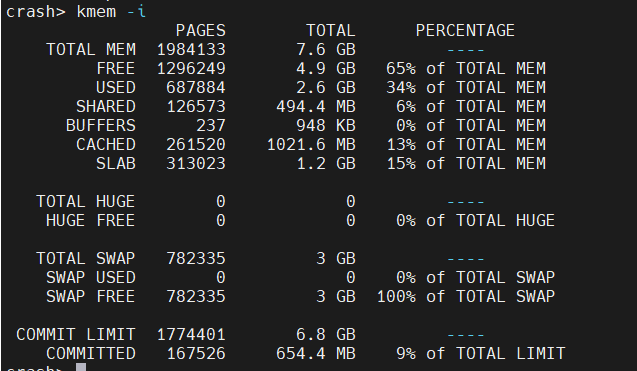 crash> kmem -i
PAGES TOTAL PERCENTAGE
TOTAL MEM 1984133 7.6 GB ----
FREE 1296249 4.9 GB 65% of TOTAL MEM
USED 687884 2.6 GB 34% of TOTAL MEM
SHARED 126573 494.4 MB 6% of TOTAL MEM
BUFFERS 237 948 KB 0% of TOTAL MEM
CACHED 261520 1021.6 MB 13% of TOTAL MEM
SLAB 313023 1.2 GB 15% of TOTAL MEM
TOTAL HUGE 0 0 ----
HUGE FREE 0 0 0% of TOTAL HUGE
TOTAL SWAP 782335 3 GB ----
SWAP USED 0 0 0% of TOTAL SWAP
SWAP FREE 782335 3 GB 100% of TOTAL SWAP
COMMIT LIMIT 1774401 6.8 GB ----
COMMITTED 167526 654.4 MB 9% of TOTAL LIMIT
crash>